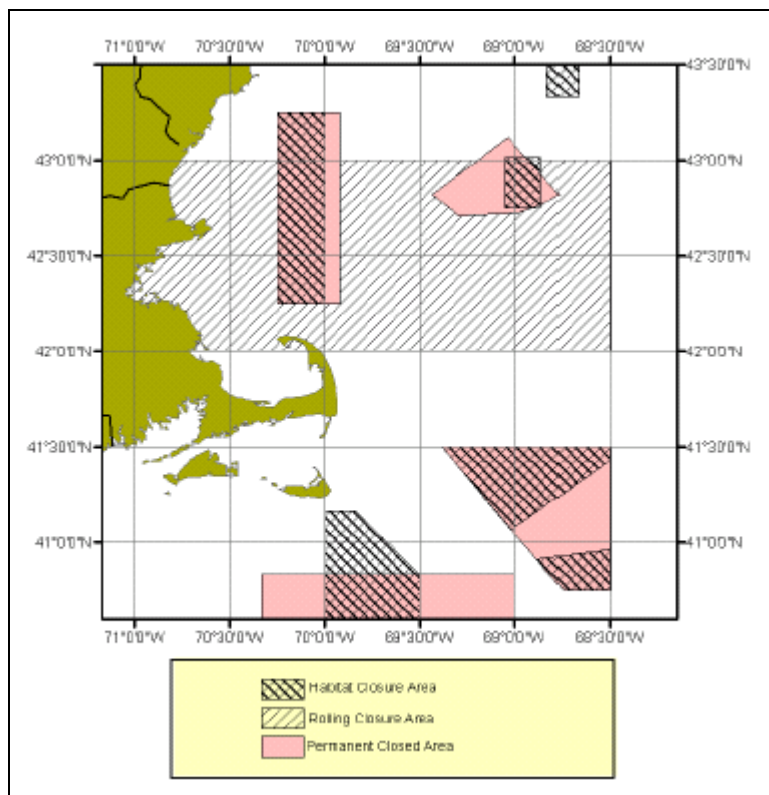 71°0'0"W 70°30'0"W 70°0'0"W 69°30'0"W 69°0'0"W 68°30'0"W
43°30'0"N
43°0'0"N 43°0'0"N
42°30'0"N 42°30'0"N
42°0'0"N 42°0'0"N
41°30'0"N 41°30'0"N
41°0'0"N 41°0'0"N
71°0'0"W 70°30'0"W 70°0'0"W 69°30'0"W 69°0'0"W 68°30'0"W
Habitat Closure Area
Rolling Closure Area
Permanent Closed Area